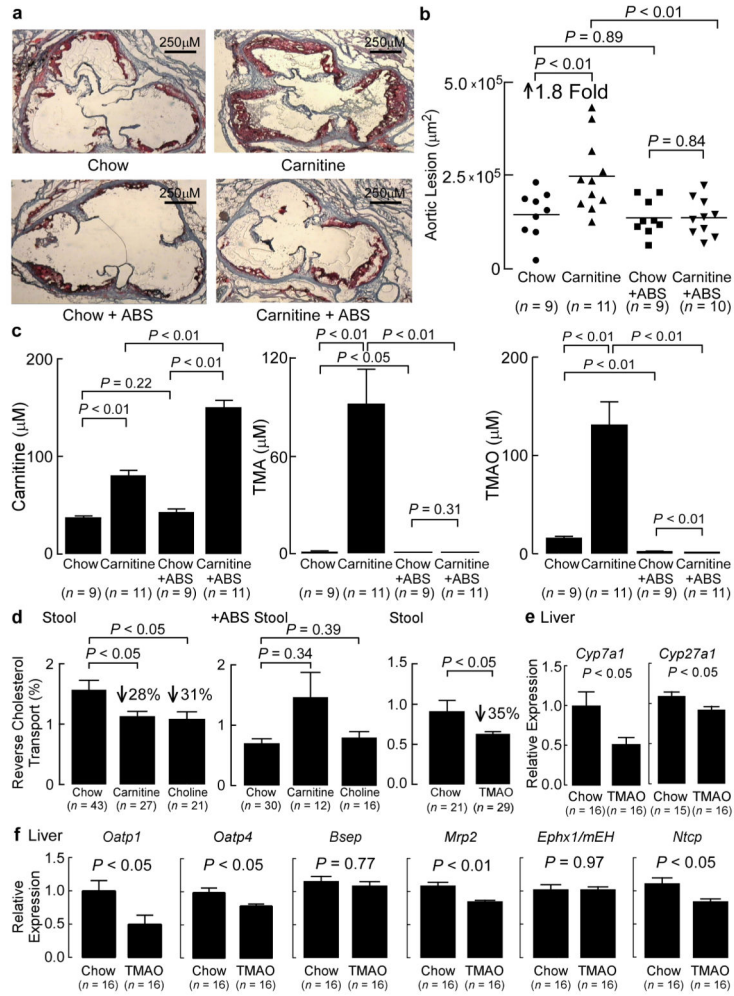 a
250µM
250µM
Chow
Carnitine
250µM
250µM
Chow + ABS
Carnitine + ABS
b
P < 0.01
P = 0.89
P < 0.01
5.0 x 10⁵
↑1.8 Fold
P = 0.84
2.5 x 10⁵
0
Aortic Lesion (µm²)
Chow
Carnitine
Chow +ABS
Carnitine +ABS
(n = 9)
(n = 11)
(n = 9)
(n = 10)
c
P < 0.01
P = 0.22
P < 0.01
P < 0.01
200
100
0
Carnitine (µM)
Chow
Carnitine
Chow +ABS
Carnitine +ABS
(n = 9)
(n = 11)
(n = 9)
(n = 11)
P < 0.01
P < 0.01
P < 0.05
P = 0.31
120
60
0
TMA (µM)
Chow
Carnitine
Chow +ABS
Carnitine +ABS
(n = 9)
(n = 11)
(n = 9)
(n = 11)
P < 0.01
P < 0.01
P < 0.01
P < 0.01
200
100
0
TMAO (µM)
Chow
Carnitine
Chow +ABS
Carnitine +ABS
(n = 9)
(n = 11)
(n = 9)
(n = 11)
d
Stool
P < 0.05
P < 0.05
↓28%
↓31%
2
1
0
Reverse Cholesterol
Transport (%)
Chow
Carnitine
Choline
(n = 43)
(n = 27)
(n = 21)
+ABS Stool
P = 0.39
P = 0.34
2
1
0
Chow
Carnitine
Choline
(n = 30)
(n = 12)
(n = 16)
Stool
P < 0.05
↓35%
1.5
1.0
0.5
0.0
Chow
TMAO
(n = 21)
(n = 29)
e Liver
Cyp7a1
P < 0.05
1.5
1.0
0.5
0.0
Relative Expression
Chow
TMAO
(n = 16)
(n = 16)
Cyp27a1
P < 0.05
Chow
TMAO
(n = 15)
(n = 16)
f Liver
Oatp1
Oatp4
Bsep
Mrp2
Ephx1/mEH
Ntcp
1.5
1.0
0.5
0.0
Relative
Expression
P < 0.05
P < 0.05
P = 0.77
P < 0.01
P = 0.97
P < 0.05
Chow TMAO
Chow TMAO
Chow TMAO
Chow TMAO
Chow TMAO
Chow TMAO
(n = 16) (n = 16)
(n = 16) (n = 16)
(n = 16) (n = 16)
(n = 16) (n = 16)
(n = 16) (n = 16)
(n = 16) (n = 16)